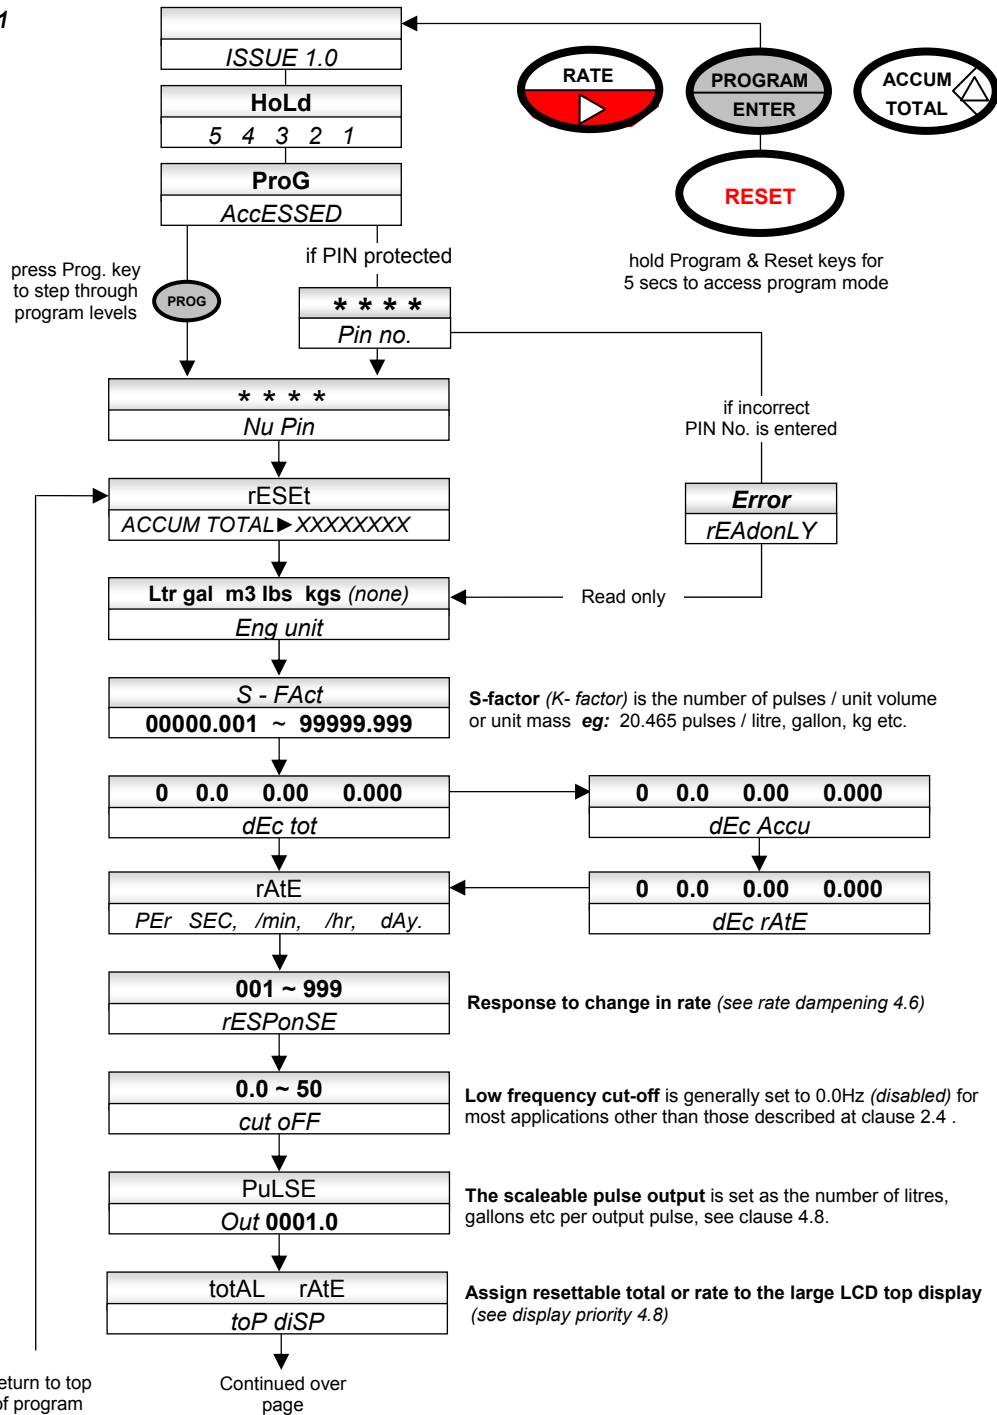 1
ISSUE 1.0
HoLd
5 4 3 2 1
ProG
AccESSED
RATE
PROGRAM
ENTER
ACCUM
TOTAL
RESET
hold Program & Reset keys for
5 secs to access program mode
press Prog. key
to step through
program levels
PROG
if PIN protected
* * * *
Pin no.
* * * *
Nu Pin
if incorrect
PIN No. is entered
rESEt
ACCUM TOTAL►XXXXXXXX
Error
rEAdonLY
Ltr gal m3 lbs kgs (none)
Eng unit
Read only
S - FAct
00000.001 ~ 99999.999
S-factor (K- factor) is the number of pulses / unit volume
or unit mass eg: 20.465 pulses / litre, gallon, kg etc.
0 0.0 0.00 0.000
dEc tot
0 0.0 0.00 0.000
dEc Accu
rAtE
PEr SEC, /min, /hr, dAy.
0 0.0 0.00 0.000
dEc rAtE
001 ~ 999
rESPonSE
Response to change in rate (see rate dampening 4.6)
0.0 ~ 50
cut oFF
Low frequency cut-off is generally set to 0.0Hz (disabled) for
most applications other than those described at clause 2.4 .
PuLSE
Out 0001.0
The scaleable pulse output is set as the number of litres,
gallons etc per output pulse, see clause 4.8.
totAL rAtE
toP diSP
Assign resettable total or rate to the large LCD top display
(see display priority 4.8)
eturn to top
of program
Continued over
page